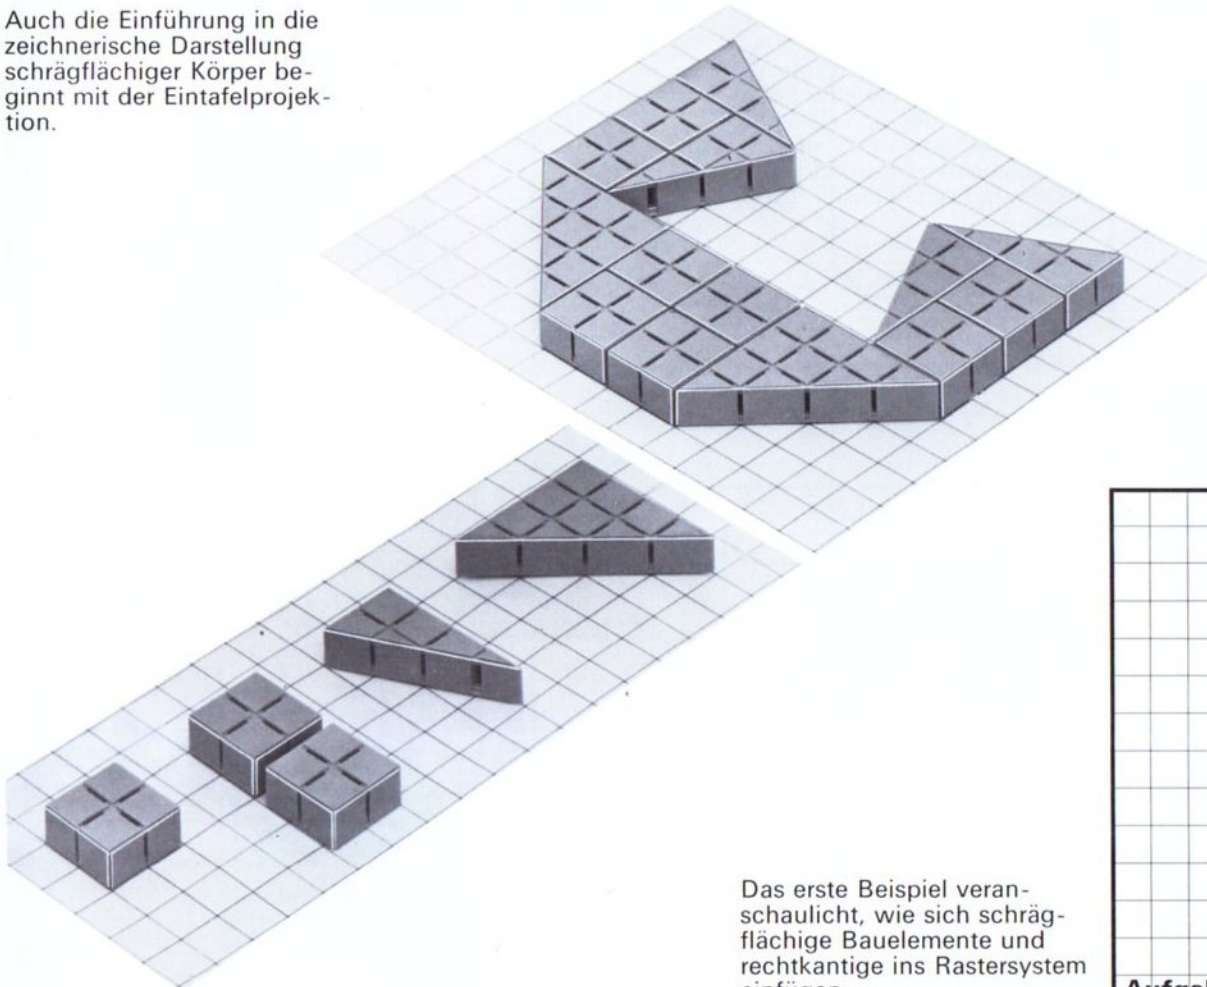 Auch die Einführung in die
zeichnerische Darstellung
schrägflächiger Körper be-
ginnt mit der Eintafelprojek-
tion.
Das erste Beispiel veran-
schaulicht, wie sich schräg-
flächige Bauelemente und
rechtkantige ins Rastersystem